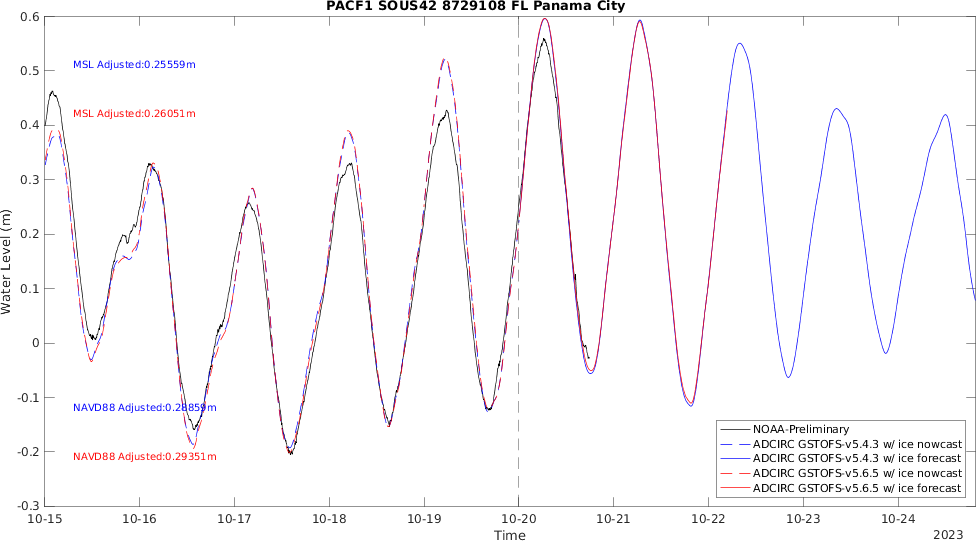 PACF1 SOUS42 8729108 FL Panama City
0.6
0.5
0.4
0.3
0.2
0.1
0
-0.1
-0.2
-0.3
Water Level (m)
MSL Adjusted:0.25559m
MSL Adjusted:0.26051m
NAVD88 Adjusted:0.28859m
NAVD88 Adjusted:0.29351m
NOAA-Preliminary
ADCIRC GSTOFS-v5.4.3 w/ ice nowcast
ADCIRC GSTOFS-v5.4.3 w/ ice forecast
ADCIRC GSTOFS-v5.6.5 w/ ice nowcast
ADCIRC GSTOFS-v5.6.5 w/ ice forecast
10-15 10-16 10-17 10-18 10-19 10-20 10-21 10-22 10-23 10-24
Time
2023